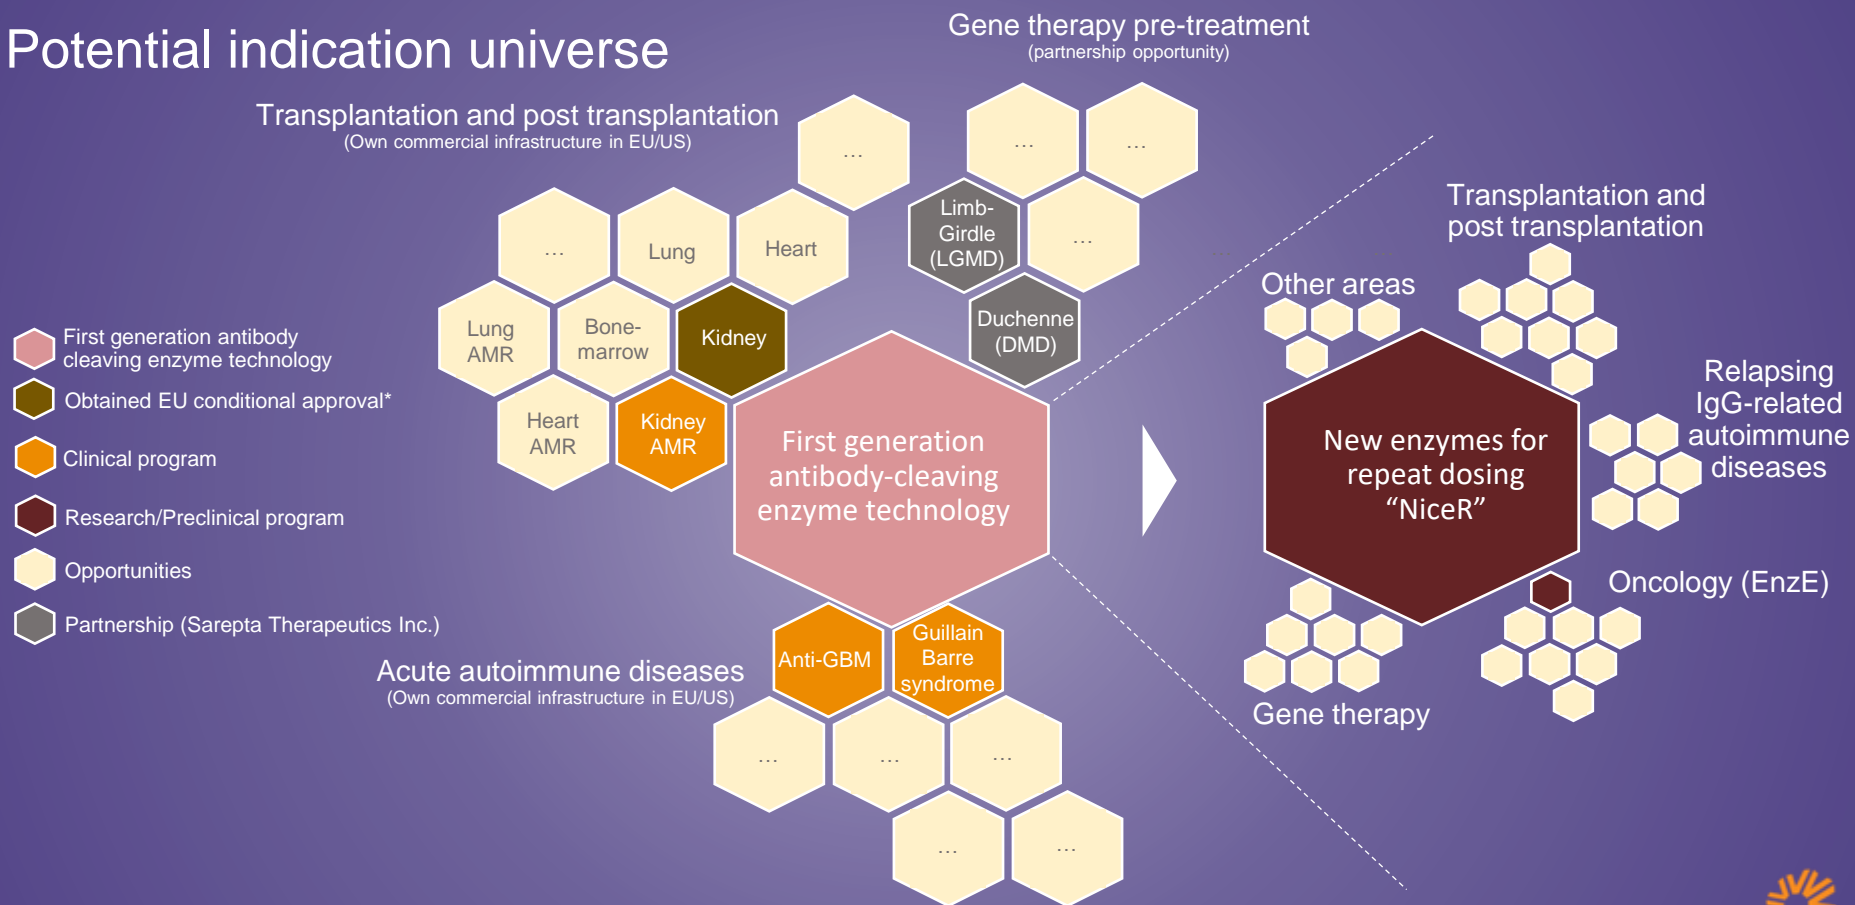 Potential indication universe
Gene therapy pre-treatment
(partnership opportunity)
Transplantation and post transplantation
(Own commercial infrastructure in EU/US)
...
...
...
...
Lung
Heart
Limb-
Girdle
(LGMD)
...
Lung
AMR
Bone-
marrow
Kidney
Duchenne
(DMD)
Heart
AMR
Kidney
AMR
First generation
antibody-cleaving
enzyme technology
First generation antibody
cleaving enzyme technology
Obtained EU conditional approval*
Clinical program
Research/Preclinical program
Opportunities
Partnership (Sarepta Therapeutics Inc.)
Acute autoimmune diseases
(Own commercial infrastructure in EU/US)
Anti-GBM
Guillain
Barre
syndrome
...
...
...
...
...
Transplantation and
post transplantation
Other areas
Relapsing
IgG-related
autoimmune
diseases
New enzymes for
repeat dosing
“NiceR”
Oncology (EnzE)
Gene therapy